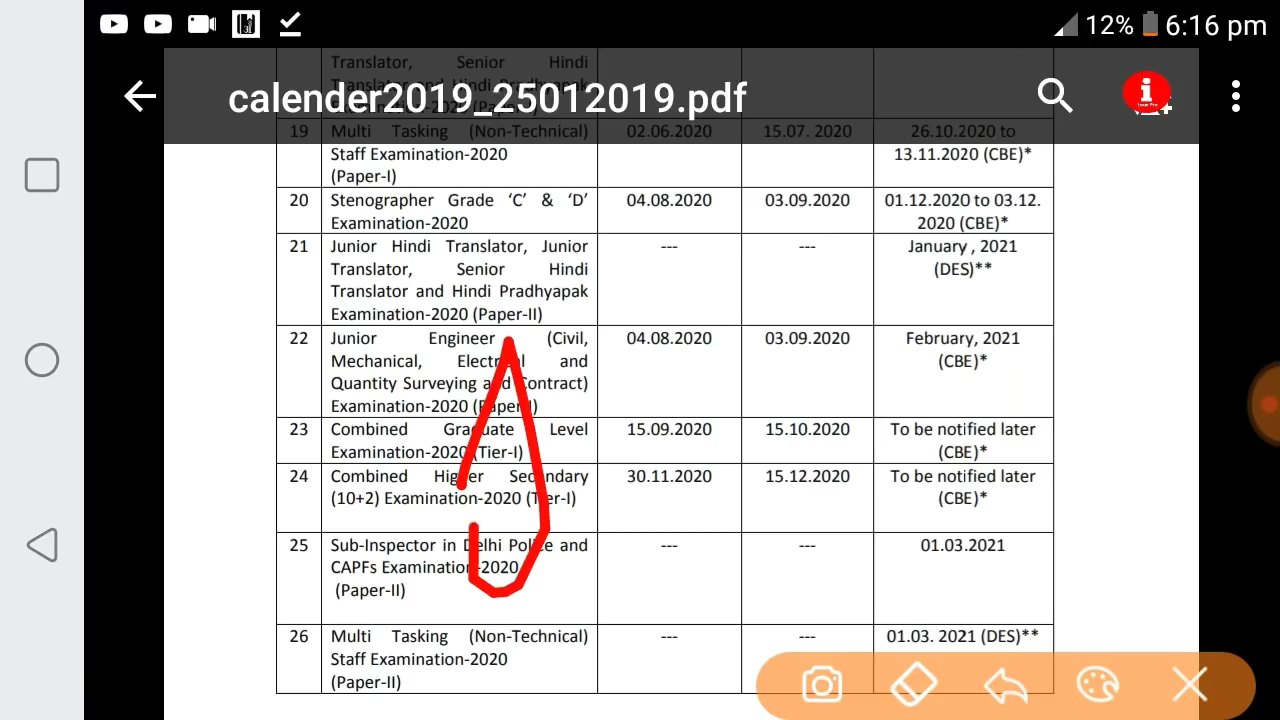 12% 6:16 pm
calender2019_25012019.pdf
Translator, Senior Hindi
Translator and Hindi Pradhyapak
19 Multi Tasking (Non-Technical) 02.06.2020 15.07. 2020 26.10.2020 to
Staff Examination-2020 13.11.2020 (CBE)*
(Paper-I)
20 Stenographer Grade ‘C’ & ‘D’ 04.08.2020 03.09.2020 01.12.2020 to 03.12.
Examination-2020 2020 (CBE)*
21 Junior Hindi Translator, Junior --- --- January , 2021
Translator, Senior Hindi (DES)**
Translator and Hindi Pradhyapak
Examination-2020 (Paper-II)
22 Junior Engineer (Civil, 04.08.2020 03.09.2020 February, 2021
Mechanical, Electrical and (CBE)*
Quantity Surveying and Contract)
Examination-2020 (Paper-I)
23 Combined Graduate Level 15.09.2020 15.10.2020 To be notified later
Examination-2020 (Tier-I) (CBE)*
24 Combined Higher Secondary 30.11.2020 15.12.2020 To be notified later
(10+2) Examination-2020 (Tier-I) (CBE)*
25 Sub-Inspector in Delhi Police and --- --- 01.03.2021
CAPFs Examination-2020
(Paper-II)
26 Multi Tasking (Non-Technical) --- --- 01.03. 2021 (DES)**
Staff Examination-2020
(Paper-II)